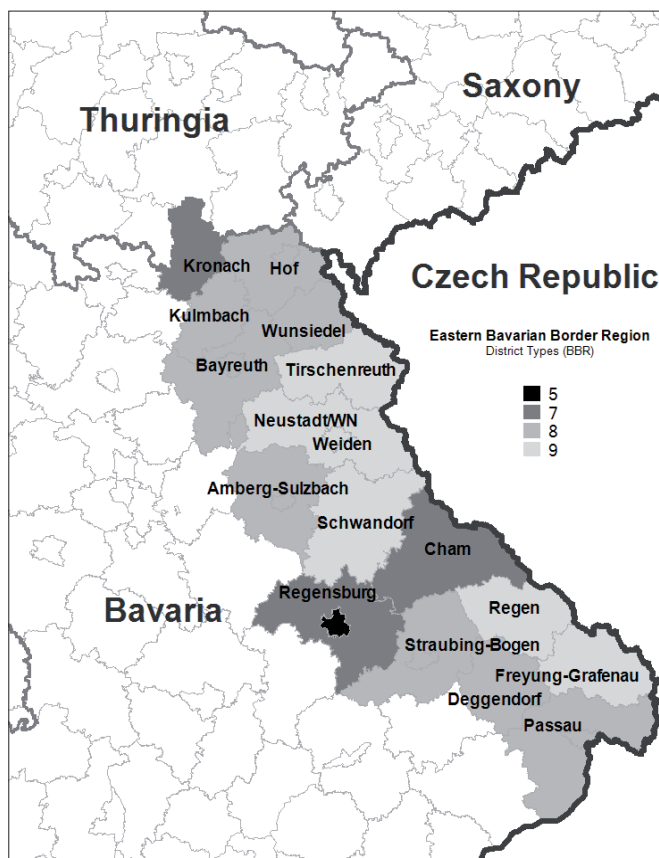 Saxony
Thuringia
Kronach
Hof
Czech Republic
Kulmbach
Wunsiedel
Eastern Bavarian Border Region
District Types (BBR)
Bayreuth
Tirschenreuth
5
7
8
9
Neustadt/WN
Weiden
Amberg-Sulzbach
Schwandorf
Cham
Regensburg
Bavaria
Regen
Straubing-Bogen
Freyung-Grafenau
Deggendorf
Passau